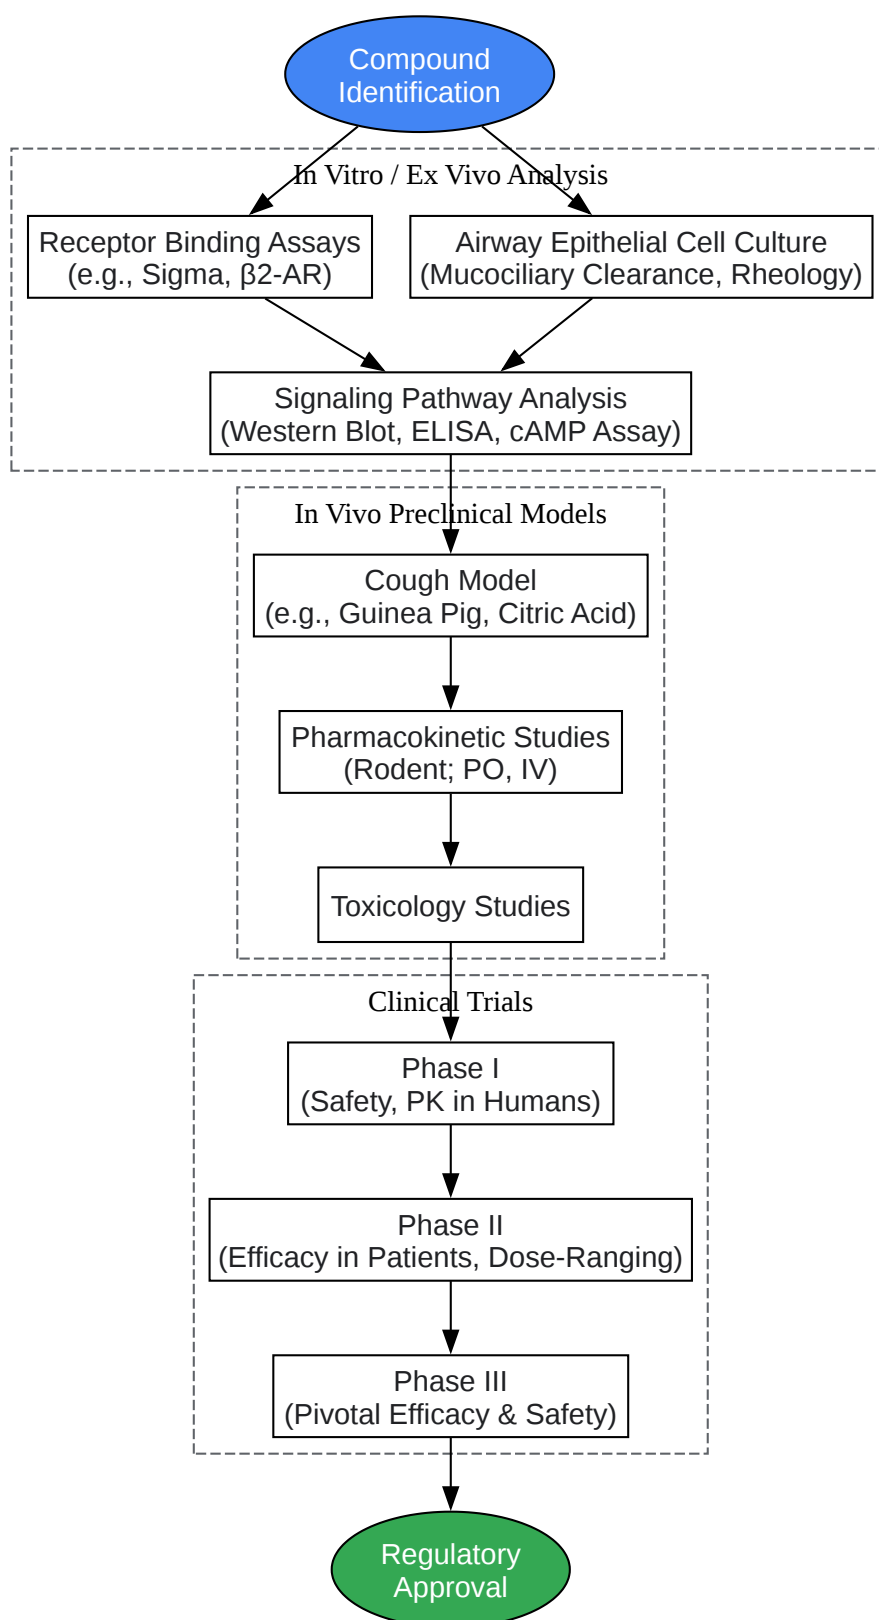 Compound
Identification
In Vitro / Ex Vivo Analysis
Receptor Binding Assays
(e.g., Sigma, β2-AR)
Airway Epithelial Cell Culture
(Mucociliary Clearance, Rheology)
Signaling Pathway Analysis
(Western Blot, ELISA, cAMP Assay)
In Vivo Preclinical Models
Cough Model
(e.g., Guinea Pig, Citric Acid)
Pharmacokinetic Studies
(Rodent; PO, IV)
Toxicology Studies
Clinical Trials
Phase I
(Safety, PK in Humans)
Phase II
(Efficacy in Patients, Dose-Ranging)
Phase III
(Pivotal Efficacy & Safety)
Regulatory
Approval